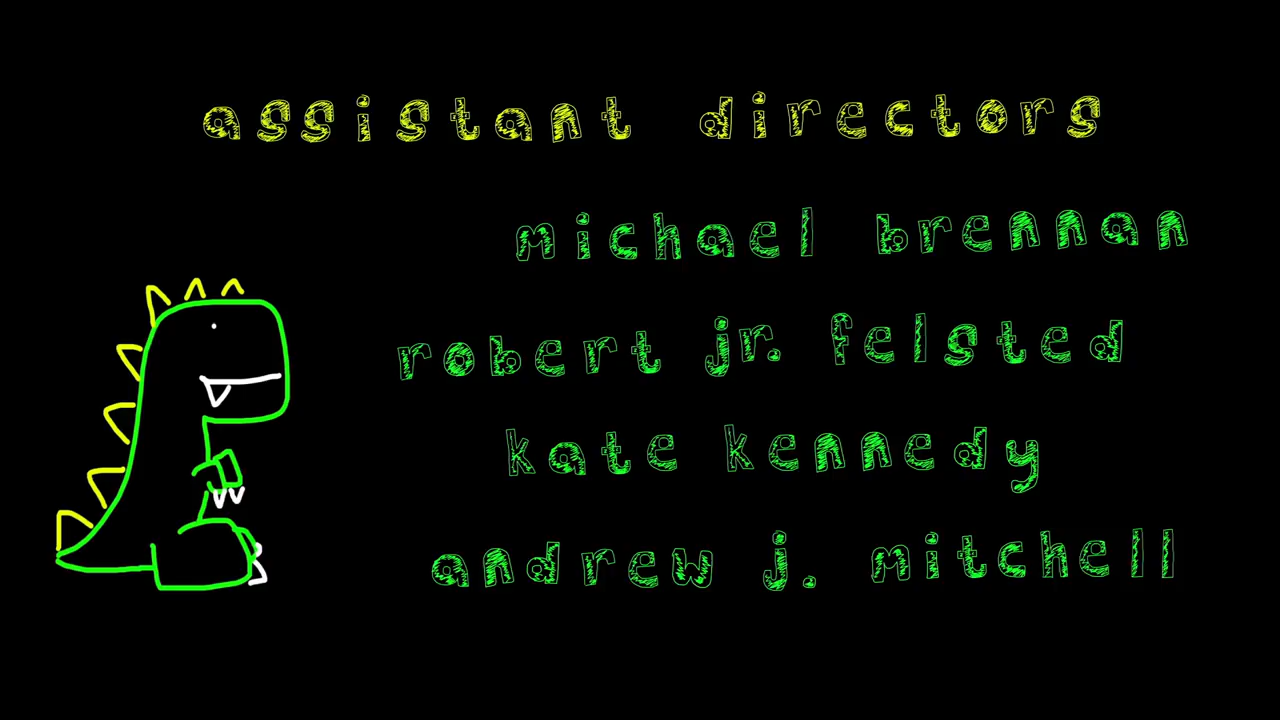 assistant directors
michael brennan
robert jr. felsted
kate kennedy
andrew j. mitchell